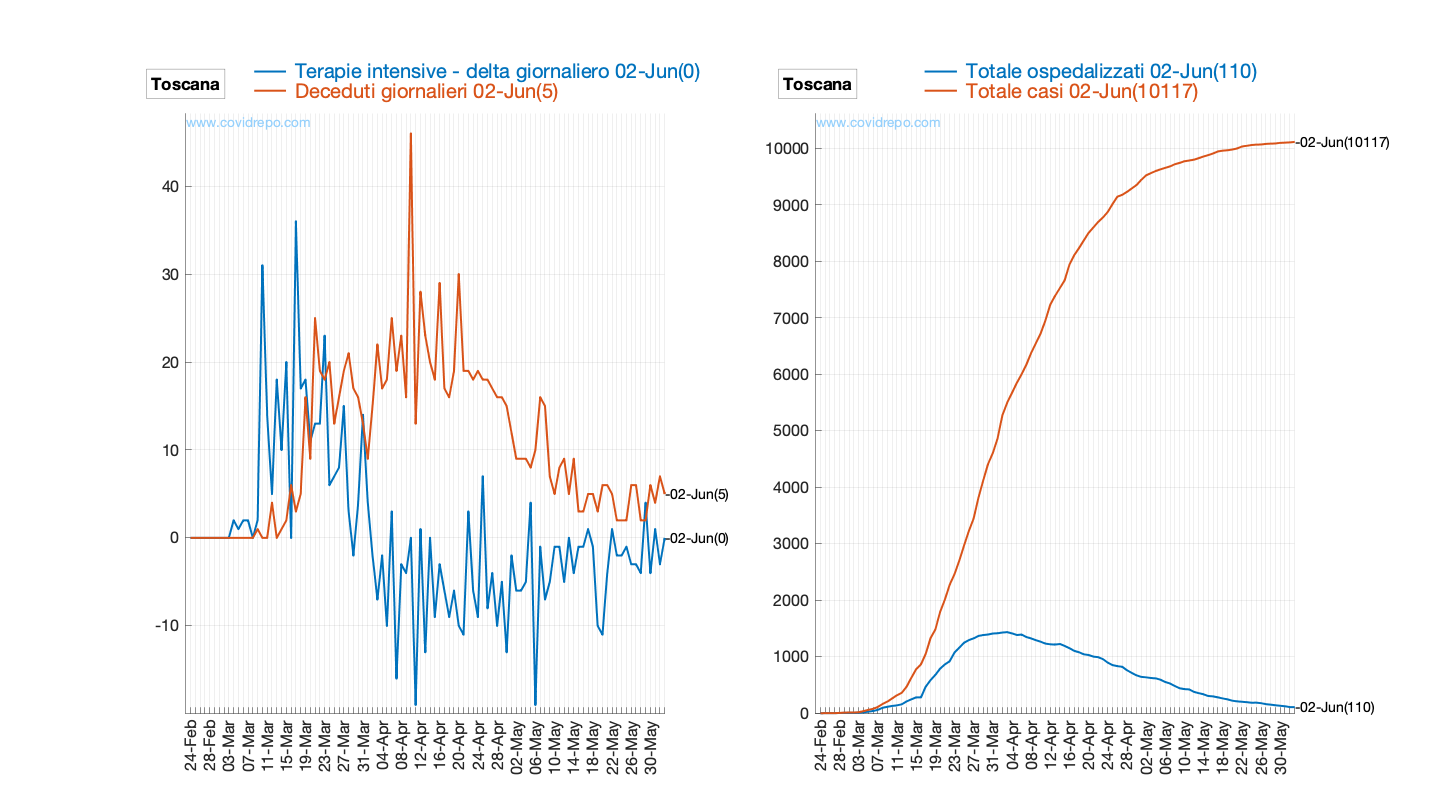 Toscana
Terapie intensive - delta giornaliero 02-Jun(0)
Deceduti giornalieri 02-Jun(5)
www.covidrepo.com
40
30
20
10
0
-10
-02-Jun(5)
-02-Jun(0)
24-Feb
28-Feb
03-Mar
07-Mar
11-Mar
15-Mar
19-Mar
23-Mar
27-Mar
31-Mar
04-Apr
08-Apr
12-Apr
16-Apr
20-Apr
24-Apr
28-Apr
02-May
06-May
10-May
14-May
18-May
22-May
26-May
30-May
Toscana
Totale ospedalizzati 02-Jun(110)
Totale casi 02-Jun(10117)
www.covidrepo.com
10000
9000
8000
7000
6000
5000
4000
3000
2000
1000
0
-02-Jun(10117)
-02-Jun(110)
24-Feb
28-Feb
03-Mar
07-Mar
11-Mar
15-Mar
19-Mar
23-Mar
27-Mar
31-Mar
04-Apr
08-Apr
12-Apr
16-Apr
20-Apr
24-Apr
28-Apr
02-May
06-May
10-May
14-May
18-May
22-May
26-May
30-May